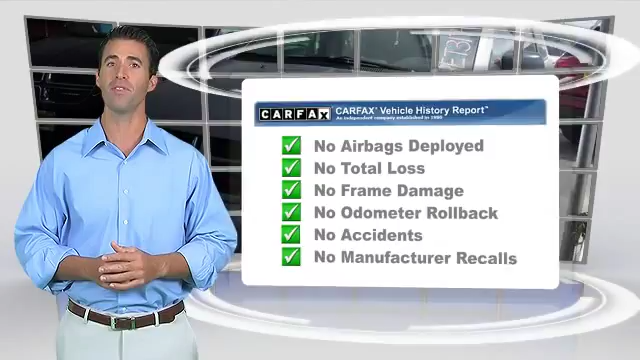 ET31
CARFAX CARFAX® Vehicle History Report™
An independent company established in 1986
No Airbags Deployed
No Total Loss
No Frame Damage
No Odometer Rollback
No Accidents
No Manufacturer Recalls